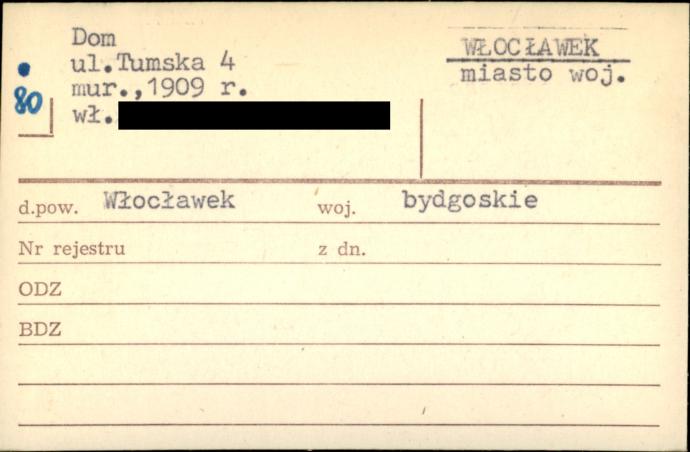 Dom
ul.Tumska 4
mur.,1909 r.
wł.
80
WŁOCŁAWEK
miasto woj.
d.pow. Włocławek woj. bydgoskie
Nr rejestru z dn.
ODZ
BDZ